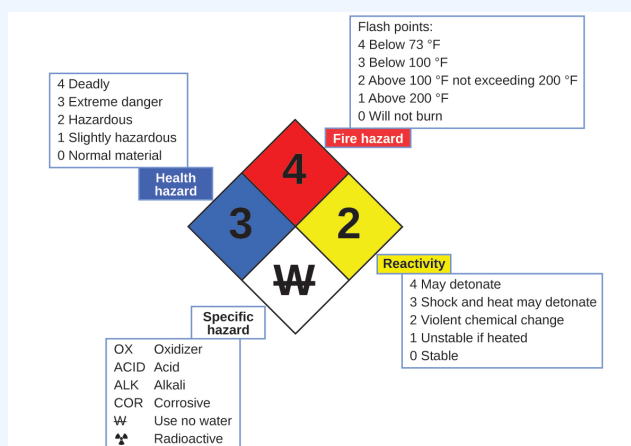 Flash points:
4 Below 73 °F
3 Below 100 °F
2 Above 100 °F not exceeding 200 °F
1 Above 200 °F
0 Will not burn
Fire hazard
4 Deadly
3 Extreme danger
2 Hazardous
1 Slightly hazardous
0 Normal material
Health
hazard
4
3
2
W̶
Reactivity
4 May detonate
3 Shock and heat may detonate
2 Violent chemical change
1 Unstable if heated
0 Stable
Specific
hazard
OX Oxidizer
ACID Acid
ALK Alkali
COR Corrosive
W̶ Use no water
☢ Radioactive